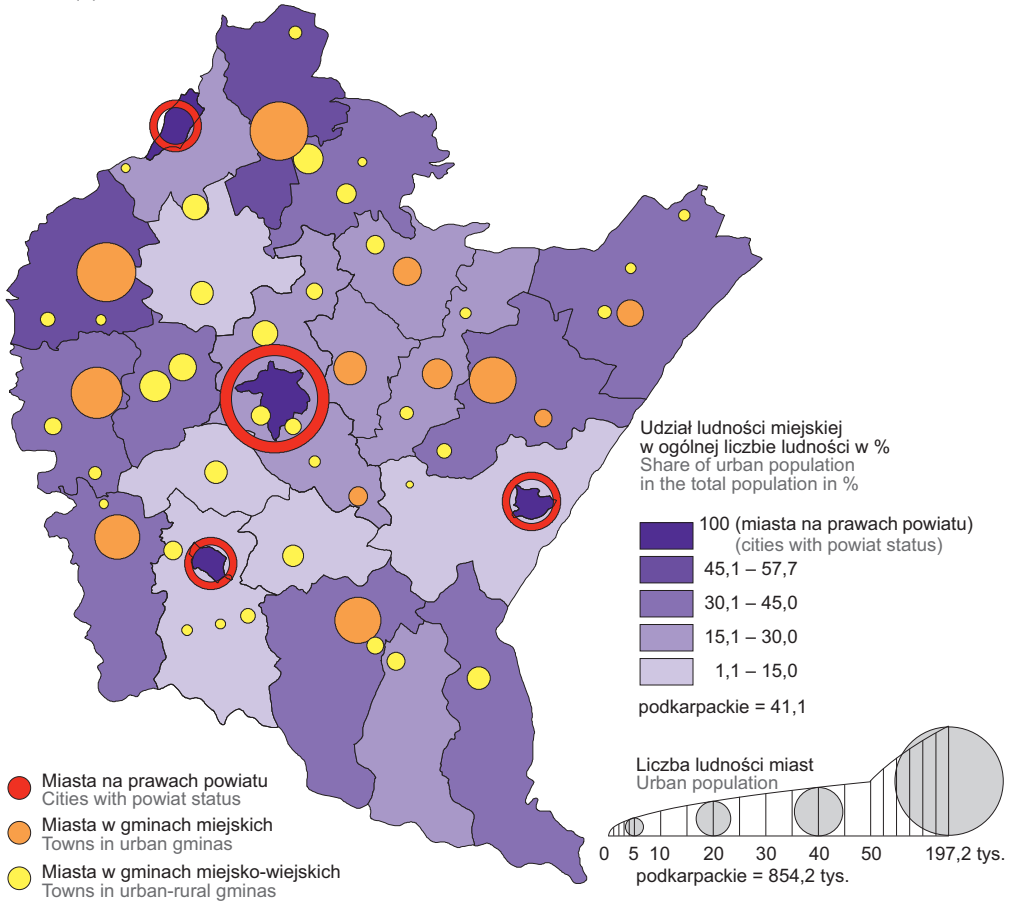 Udział ludności miejskiej
w ogólnej liczbie ludności w %
Share of urban population
in the total population in %
100 (miasta na prawach powiatu)
(cities with powiat status)
45,1 – 57,7
30,1 – 45,0
15,1 – 30,0
1,1 – 15,0
podkarpackie = 41,1
Liczba ludności miast
Urban population
0 5 10 20 30 40 50 197,2 tys.
podkarpackie = 854,2 tys.
Miasta na prawach powiatu
Cities with powiat status
Miasta w gminach miejskich
Towns in urban gminas
Miasta w gminach miejsko-wiejskich
Towns in urban-rural gminas